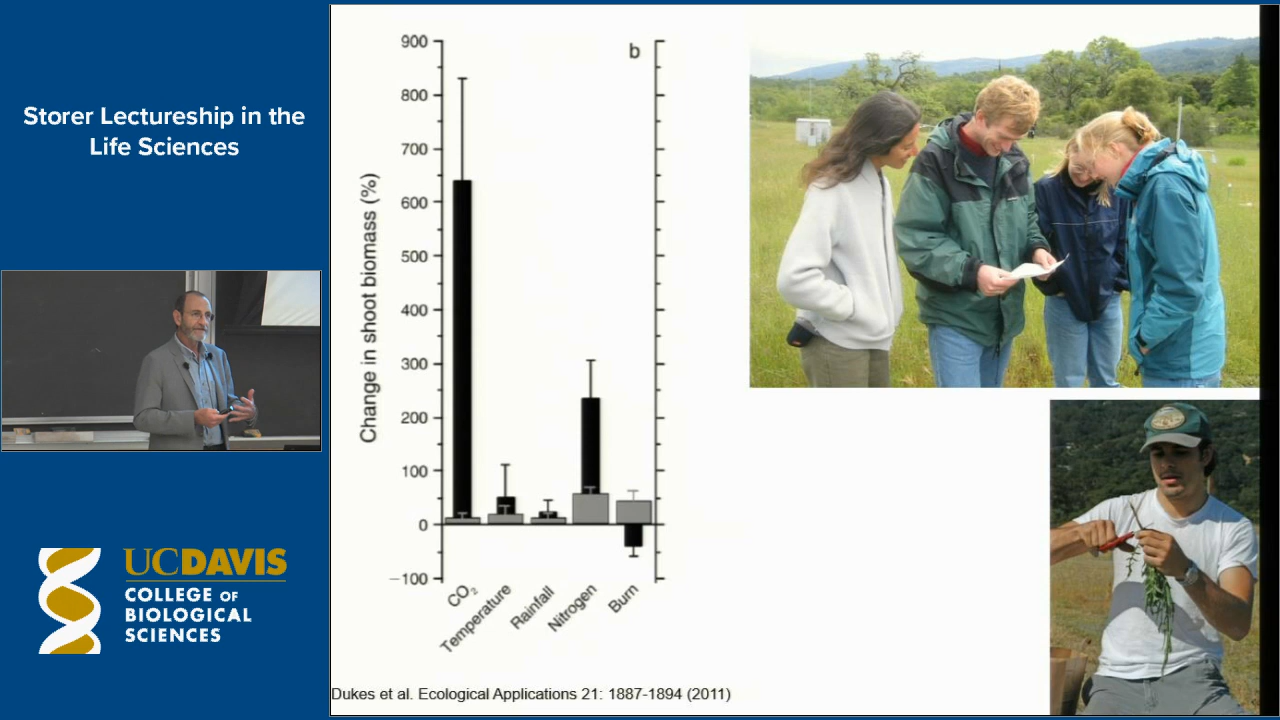 Storer Lectureship in the
Life Sciences
UCDAVIS
COLLEGE OF
BIOLOGICAL
SCIENCES
b
Change in shoot biomass (%)
900
800
700
600
500
400
300
200
100
0
−100
CO₂
Temperature
Rainfall
Nitrogen
Burn
Dukes et al. Ecological Applications 21: 1887-1894 (2011)